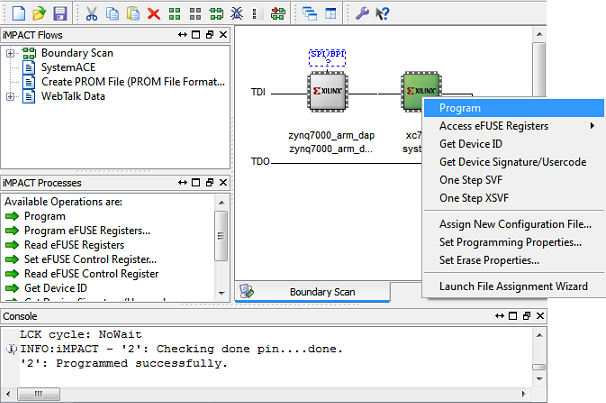 iMPACT Flows
Boundary Scan
SystemACE
Create PROM File (PROM File Format...
WebTalk Data
SPI/BPI
?
TDI
XILINX
XILINX
zynq7000_arm_dap
zynq7000_arm_d...
xc7
syst
TDO
Program
Access eFUSE Registers
Get Device ID
Get Device Signature/Usercode
One Step SVF
One Step XSVF
Assign New Configuration File...
Set Programming Properties...
Set Erase Properties...
Launch File Assignment Wizard
iMPACT Processes
Available Operations are:
Program
Program eFUSE Registers...
Read eFUSE Registers
Set eFUSE Control Register...
Read eFUSE Control Register
Get Device ID
Boundary Scan
Console
LCK cycle: NoWait
INFO:iMPACT - '2': Checking done pin....done.
'2': Programmed successfully.